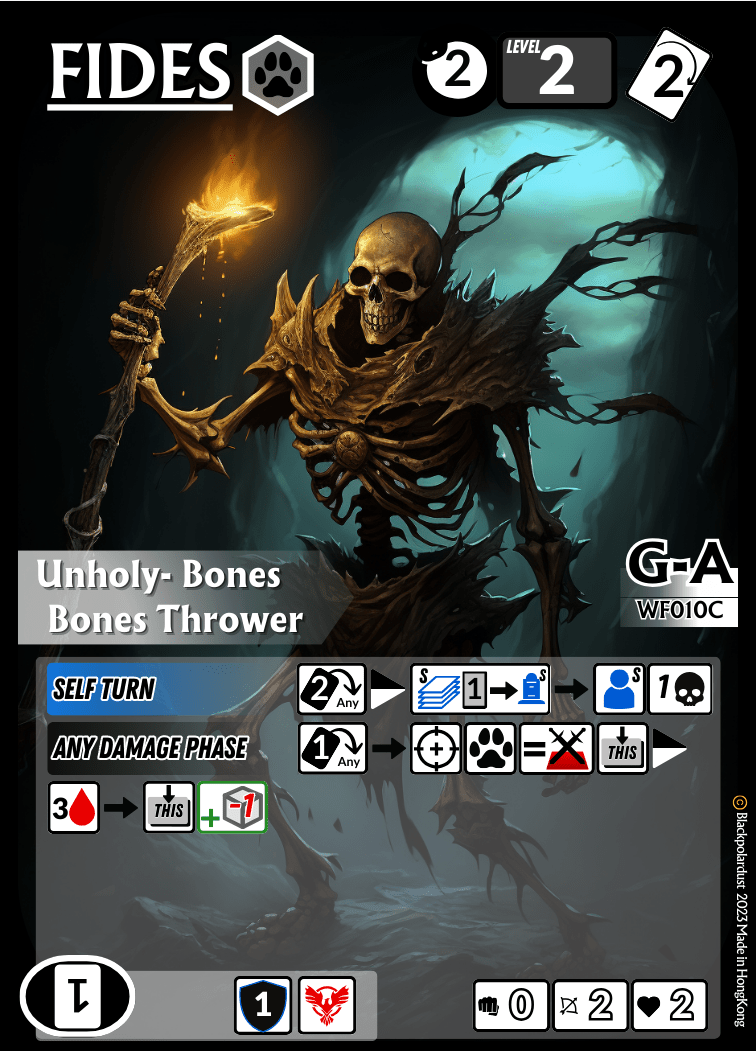 FIDES
2
LEVEL
2
2
Unholy- Bones
Bones Thrower
G-A
WF010C
SELF TURN
2 Any S 1 S S 1
ANY DAMAGE PHASE
1 Any = THIS
3 THIS + -1
1
1
0 2 2
© Blackpolardust 2023 Made in HongKong